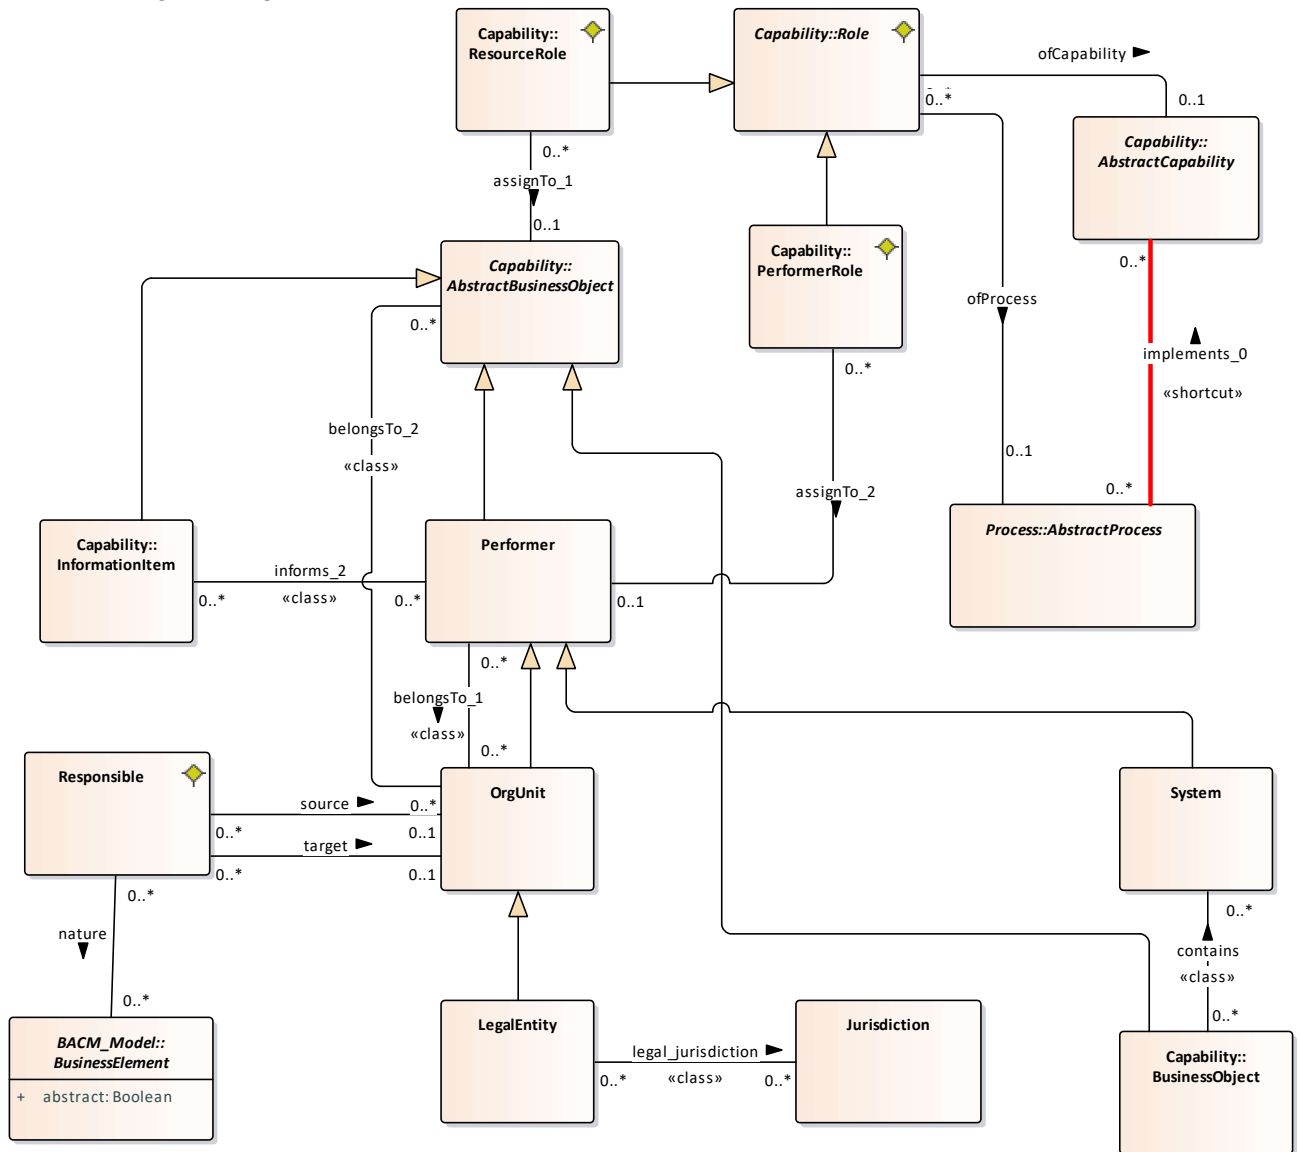 Capability::
ResourceRole
Capability::Role
ofCapability
0..*
0..1
Capability::
AbstractCapability
0..*
assignTo_1
0..1
Capability::
AbstractBusinessObject
0..*
Capability::
PerformerRole
0..*
0..*
ofProcess
implements_0
«shortcut»
belongsTo_2
«class»
0..1
assignTo_2
0..*
Capability::
InformationItem
Performer
Process::AbstractProcess
informs_2
0..*
«class»
0..*
0..1
0..*
belongsTo_1
«class»
0..*
Responsible
OrgUnit
System
source
0..*
0..*
0..1
target
0..*
0..1
0..*
nature
0..*
0..*
contains
«class»
0..*
BACM_Model::
BusinessElement
+ abstract: Boolean
LegalEntity
legal_jurisdiction
0..*
«class»
0..*
Jurisdiction
Capability::
BusinessObject